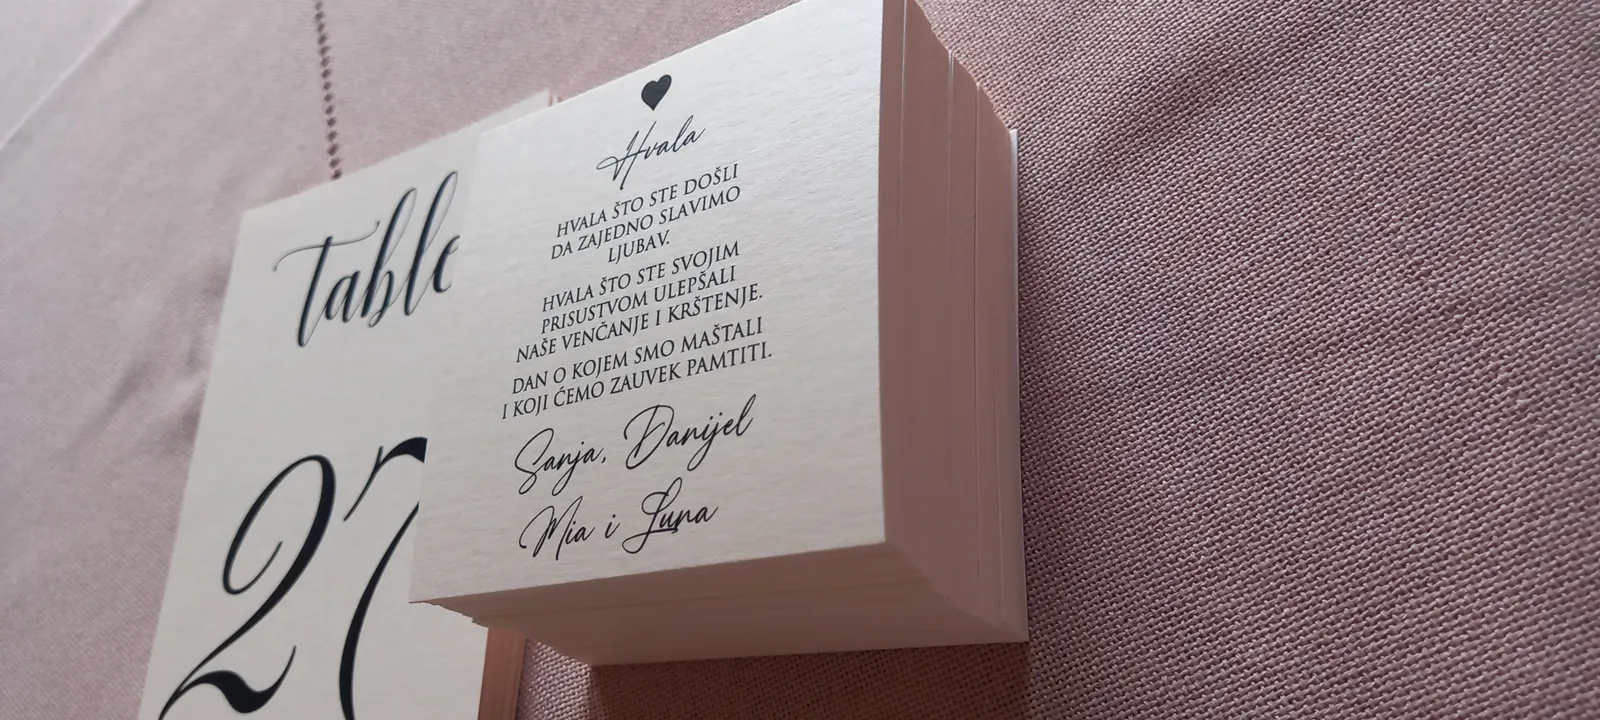 Table
27
Hvala
HVALA ŠTO STE DOŠLI
DA ZAJEDNO SLAVIMO
LJUBAV.
HVALA ŠTO STE SVOJIM
PRISUSTVOM ULEPŠALI
NAŠE VENČANJE I KRŠTENJE.
DAN O KOJEM SMO MAŠTALI
I KOJI ĆEMO ZAUVEK PAMTITI.
Sanja, Danijel
Mia i Luna